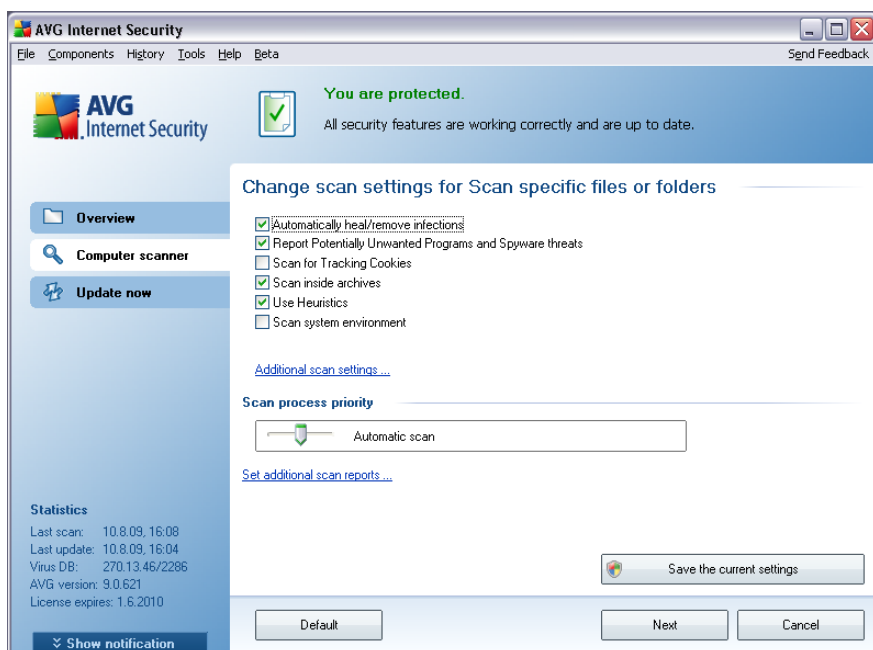 AVG Internet Security
File Components History Tools Help Beta Send Feedback
AVG
Internet Security
You are protected.
All security features are working correctly and are up to date.
Overview
Computer scanner
Update now
Change scan settings for Scan specific files or folders
Automatically heal/remove infections
Report Potentially Unwanted Programs and Spyware threats
Scan for Tracking Cookies
Scan inside archives
Use Heuristics
Scan system environment
Additional scan settings ...
Scan process priority
Automatic scan
Set additional scan reports ...
Statistics
Last scan: 10.8.09, 16:08
Last update: 10.8.09, 16:04
Virus DB: 270.13.46/2286
AVG version: 9.0.621
License expires: 1.6.2010
Show notification
Save the current settings
Default Next Cancel